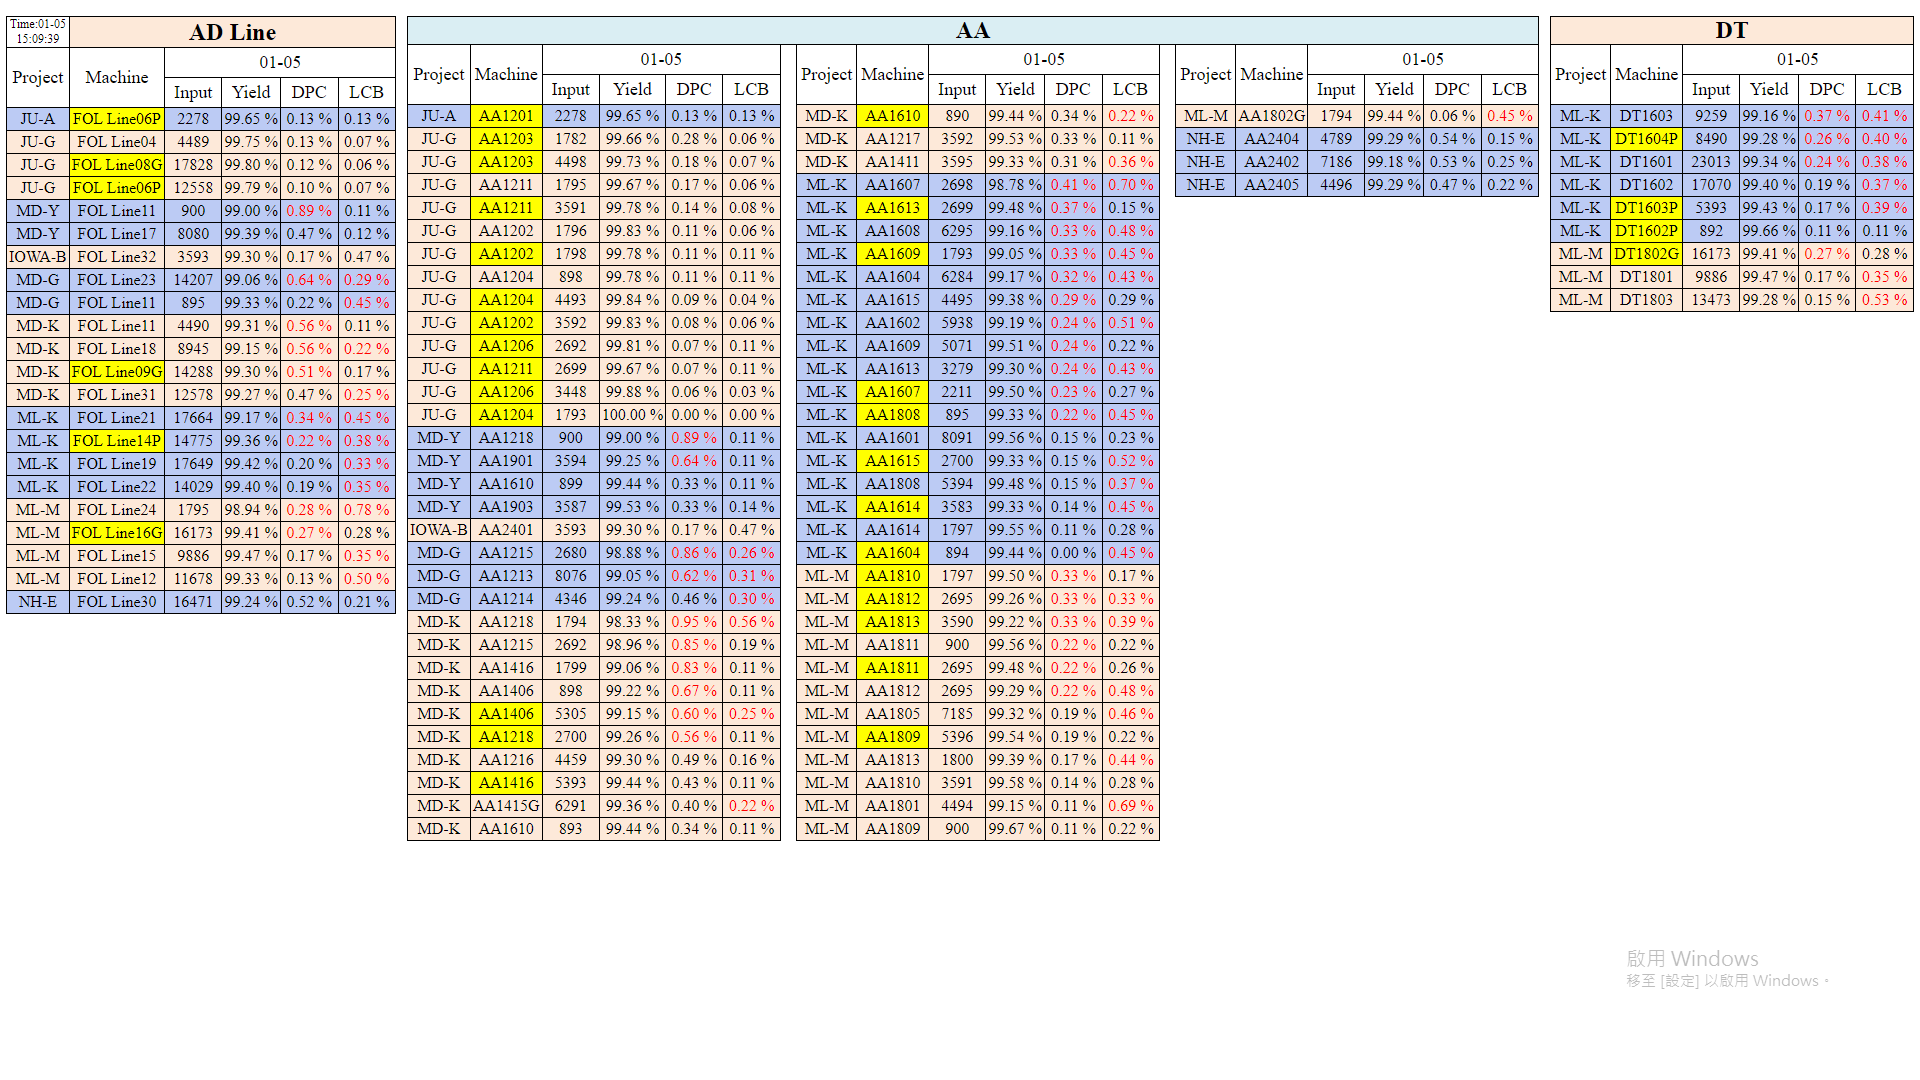 Time:01-05
15:09:39
AD Line
Project Machine 01-05
Input Yield DPC LCB
JU-A FOL Line06P 2278 99.65 % 0.13 % 0.13 %
JU-G FOL Line04 4489 99.75 % 0.13 % 0.07 %
JU-G FOL Line08G 17828 99.80 % 0.12 % 0.06 %
JU-G FOL Line06P 12558 99.79 % 0.10 % 0.07 %
MD-Y FOL Line11 900 99.00 % 0.89 % 0.11 %
MD-Y FOL Line17 8080 99.39 % 0.47 % 0.12 %
IOWA-B FOL Line32 3593 99.30 % 0.17 % 0.47 %
MD-G FOL Line23 14207 99.06 % 0.64 % 0.29 %
MD-G FOL Line11 895 99.33 % 0.22 % 0.45 %
MD-K FOL Line11 4490 99.31 % 0.56 % 0.11 %
MD-K FOL Line18 8945 99.15 % 0.56 % 0.22 %
MD-K FOL Line09G 14288 99.30 % 0.51 % 0.17 %
MD-K FOL Line31 12578 99.27 % 0.47 % 0.25 %
ML-K FOL Line21 17664 99.17 % 0.34 % 0.45 %
ML-K FOL Line14P 14775 99.36 % 0.22 % 0.38 %
ML-K FOL Line19 17649 99.42 % 0.20 % 0.33 %
ML-K FOL Line22 14029 99.40 % 0.19 % 0.35 %
ML-M FOL Line24 1795 98.94 % 0.28 % 0.78 %
ML-M FOL Line16G 16173 99.41 % 0.27 % 0.28 %
ML-M FOL Line15 9886 99.47 % 0.17 % 0.35 %
ML-M FOL Line12 11678 99.33 % 0.13 % 0.50 %
NH-E FOL Line30 16471 99.24 % 0.52 % 0.21 %
AA
Project Machine 01-05
Input Yield DPC LCB
JU-A AA1201 2278 99.65 % 0.13 % 0.13 %
JU-G AA1203 1782 99.66 % 0.28 % 0.06 %
JU-G AA1203 4498 99.73 % 0.18 % 0.07 %
JU-G AA1211 1795 99.67 % 0.17 % 0.06 %
JU-G AA1211 3591 99.78 % 0.14 % 0.08 %
JU-G AA1202 1796 99.83 % 0.11 % 0.06 %
JU-G AA1202 1798 99.78 % 0.11 % 0.11 %
JU-G AA1204 898 99.78 % 0.11 % 0.11 %
JU-G AA1204 4493 99.84 % 0.09 % 0.04 %
JU-G AA1202 3592 99.83 % 0.08 % 0.06 %
JU-G AA1206 2692 99.81 % 0.07 % 0.11 %
JU-G AA1211 2699 99.67 % 0.07 % 0.11 %
JU-G AA1206 3448 99.88 % 0.06 % 0.03 %
JU-G AA1204 1793 100.00 % 0.00 % 0.00 %
MD-Y AA1218 900 99.00 % 0.89 % 0.11 %
MD-Y AA1901 3594 99.25 % 0.64 % 0.11 %
MD-Y AA1610 899 99.44 % 0.33 % 0.11 %
MD-Y AA1903 3587 99.53 % 0.33 % 0.14 %
IOWA-B AA2401 3593 99.30 % 0.17 % 0.47 %
MD-G AA1215 2680 98.88 % 0.86 % 0.26 %
MD-G AA1213 8076 99.05 % 0.62 % 0.31 %
MD-G AA1214 4346 99.24 % 0.46 % 0.30 %
MD-K AA1218 1794 98.33 % 0.95 % 0.56 %
MD-K AA1215 2692 98.96 % 0.85 % 0.19 %
MD-K AA1416 1799 99.06 % 0.83 % 0.11 %
MD-K AA1406 898 99.22 % 0.67 % 0.11 %
MD-K AA1406 5305 99.15 % 0.60 % 0.25 %
MD-K AA1218 2700 99.26 % 0.56 % 0.11 %
MD-K AA1216 4459 99.30 % 0.49 % 0.16 %
MD-K AA1416 5393 99.44 % 0.43 % 0.11 %
MD-K AA1415G 6291 99.36 % 0.40 % 0.22 %
MD-K AA1610 893 99.44 % 0.34 % 0.11 %
Project Machine 01-05
Input Yield DPC LCB
MD-K AA1610 890 99.44 % 0.34 % 0.22 %
MD-K AA1217 3592 99.53 % 0.33 % 0.11 %
MD-K AA1411 3595 99.33 % 0.31 % 0.36 %
ML-K AA1607 2698 98.78 % 0.41 % 0.70 %
ML-K AA1613 2699 99.48 % 0.37 % 0.15 %
ML-K AA1608 6295 99.16 % 0.33 % 0.48 %
ML-K AA1609 1793 99.05 % 0.33 % 0.45 %
ML-K AA1604 6284 99.17 % 0.32 % 0.43 %
ML-K AA1615 4495 99.38 % 0.29 % 0.29 %
ML-K AA1602 5938 99.19 % 0.24 % 0.51 %
ML-K AA1609 5071 99.51 % 0.24 % 0.22 %
ML-K AA1613 3279 99.30 % 0.24 % 0.43 %
ML-K AA1607 2211 99.50 % 0.23 % 0.27 %
ML-K AA1808 895 99.33 % 0.22 % 0.45 %
ML-K AA1601 8091 99.56 % 0.15 % 0.23 %
ML-K AA1615 2700 99.33 % 0.15 % 0.52 %
ML-K AA1808 5394 99.48 % 0.15 % 0.37 %
ML-K AA1614 3583 99.33 % 0.14 % 0.45 %
ML-K AA1614 1797 99.55 % 0.11 % 0.28 %
ML-K AA1604 894 99.44 % 0.00 % 0.45 %
ML-M AA1810 1797 99.50 % 0.33 % 0.17 %
ML-M AA1812 2695 99.26 % 0.33 % 0.33 %
ML-M AA1813 3590 99.22 % 0.33 % 0.39 %
ML-M AA1811 900 99.56 % 0.22 % 0.22 %
ML-M AA1811 2695 99.48 % 0.22 % 0.26 %
ML-M AA1812 2695 99.29 % 0.22 % 0.48 %
ML-M AA1805 7185 99.32 % 0.19 % 0.46 %
ML-M AA1809 5396 99.54 % 0.19 % 0.22 %
ML-M AA1813 1800 99.39 % 0.17 % 0.44 %
ML-M AA1810 3591 99.58 % 0.14 % 0.28 %
ML-M AA1801 4494 99.15 % 0.11 % 0.69 %
ML-M AA1809 900 99.67 % 0.11 % 0.22 %
Project Machine 01-05
Input Yield DPC LCB
ML-M AA1802G 1794 99.44 % 0.06 % 0.45 %
NH-E AA2404 4789 99.29 % 0.54 % 0.15 %
NH-E AA2402 7186 99.18 % 0.53 % 0.25 %
NH-E AA2405 4496 99.29 % 0.47 % 0.22 %
DT
Project Machine 01-05
Input Yield DPC LCB
ML-K DT1603 9259 99.16 % 0.37 % 0.41 %
ML-K DT1604P 8490 99.28 % 0.26 % 0.40 %
ML-K DT1601 23013 99.34 % 0.24 % 0.38 %
ML-K DT1602 17070 99.40 % 0.19 % 0.37 %
ML-K DT1603P 5393 99.43 % 0.17 % 0.39 %
ML-K DT1602P 892 99.66 % 0.11 % 0.11 %
ML-M DT1802G 16173 99.41 % 0.27 % 0.28 %
ML-M DT1801 9886 99.47 % 0.17 % 0.35 %
ML-M DT1803 13473 99.28 % 0.15 % 0.53 %
啟用 Windows
移至 [設定] 以啟用 Windows。